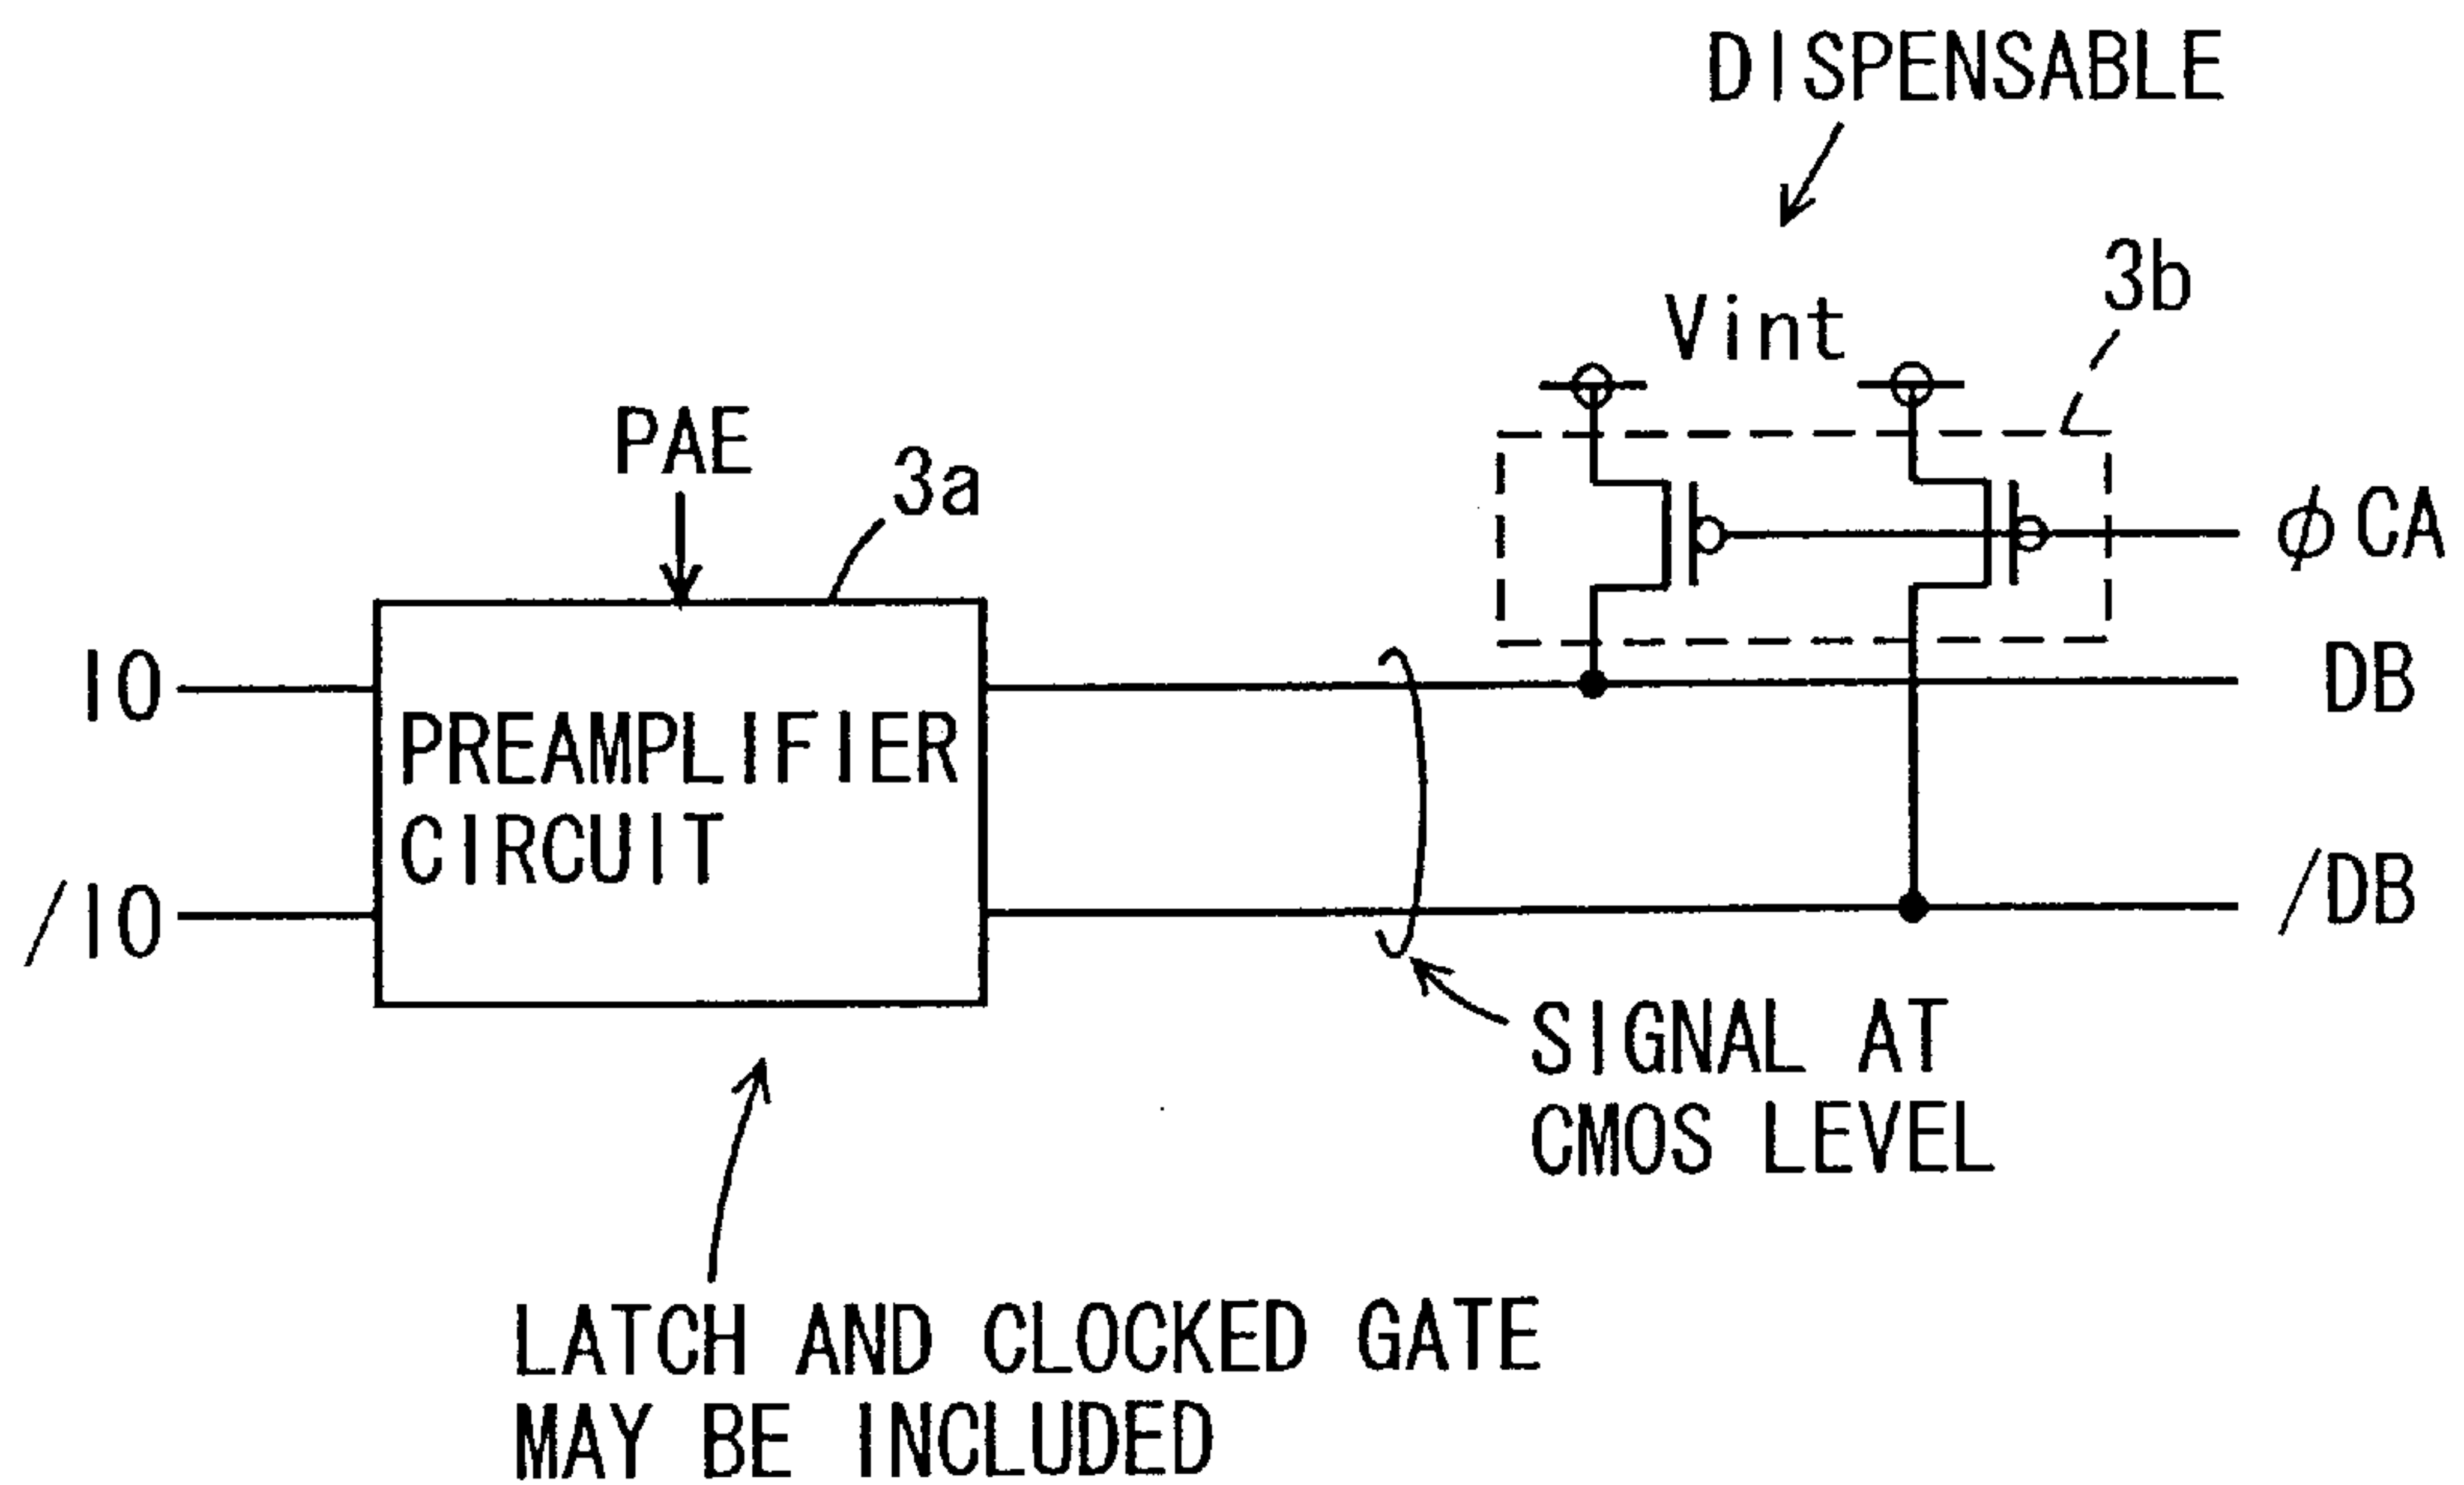 DISPENSABLE
3b
Vint
PAE
3a
φCA
IO
DB
PREAMPLIFIER
CIRCUIT
/IO
/DB
SIGNAL AT
CMOS LEVEL
LATCH AND CLOCKED GATE
MAY BE INCLUDED